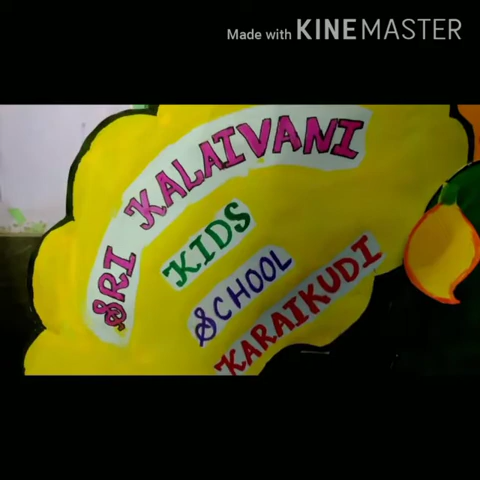 Made with KINEMASTER
SRI KALAIVANI
KIDS
SCHOOL
KARAIKUDI